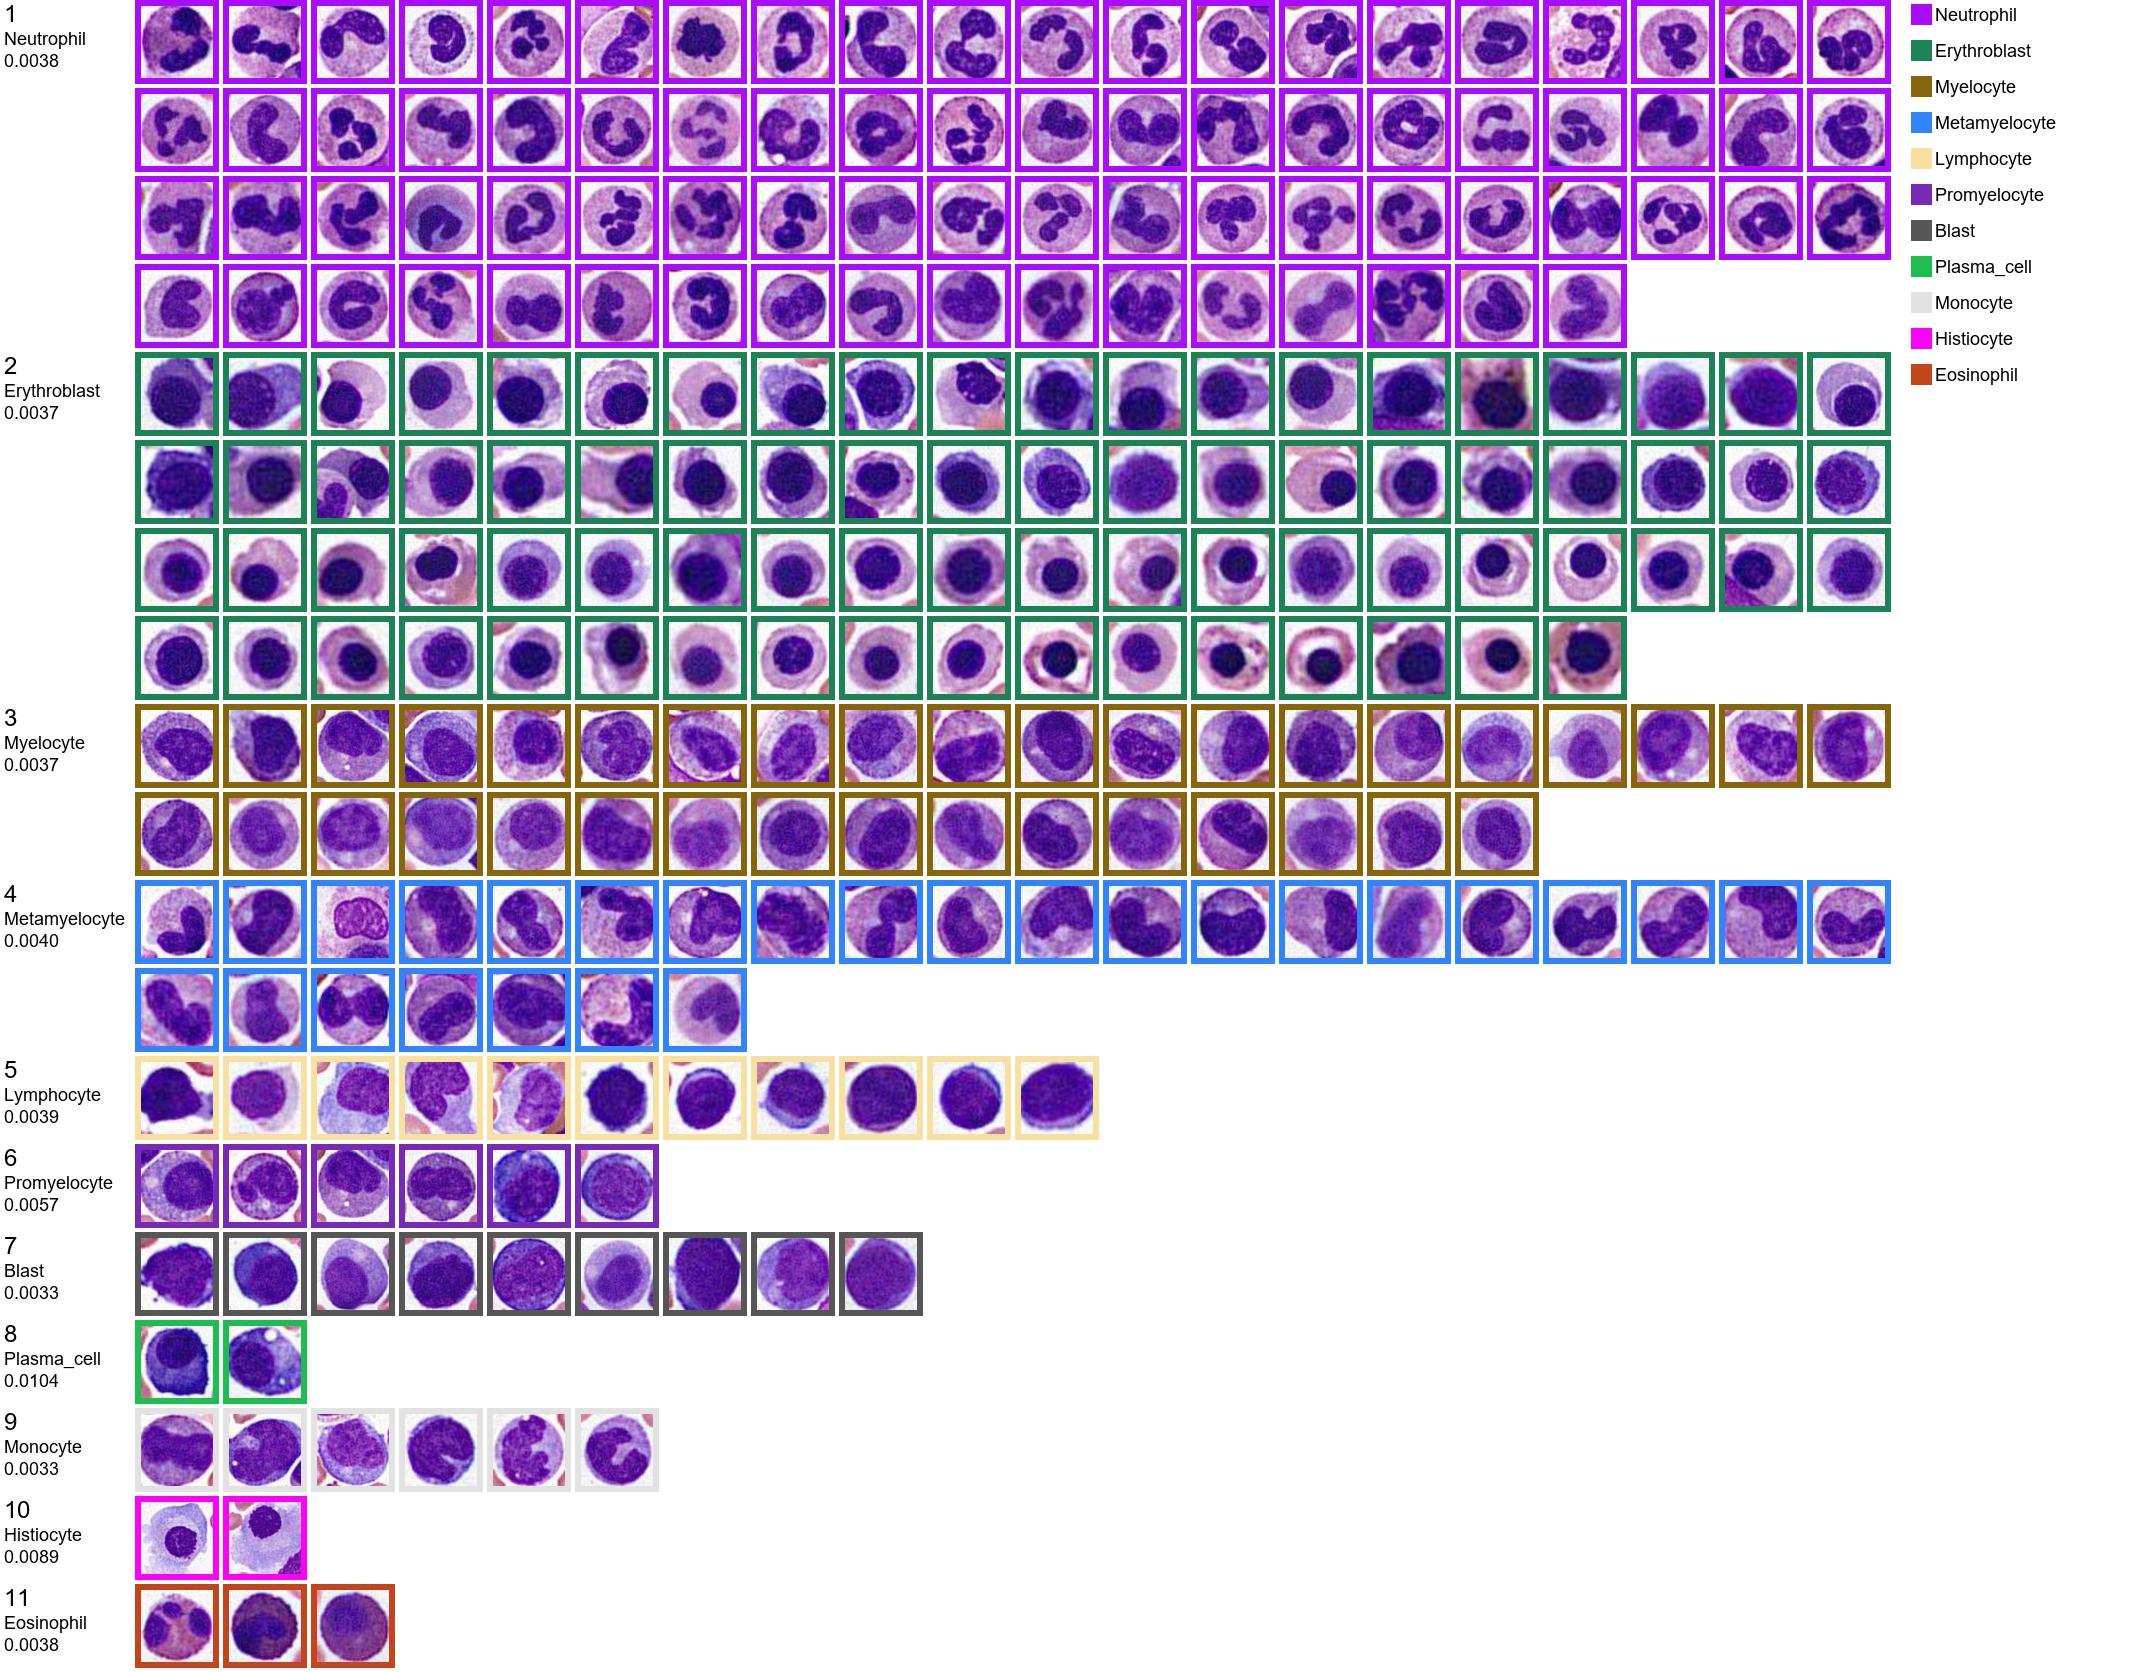 1
Neutrophil
0.0038
2
Erythroblast
0.0037
3
Myelocyte
0.0037
4
Metamyelocyte
0.0040
5
Lymphocyte
0.0039
6
Promyelocyte
0.0057
7
Blast
0.0033
8
Plasma_cell
0.0104
9
Monocyte
0.0033
10
Histiocyte
0.0089
11
Eosinophil
0.0038
Neutrophil
Erythroblast
Myelocyte
Metamyelocyte
Lymphocyte
Promyelocyte
Blast
Plasma_cell
Monocyte
Histiocyte
Eosinophil